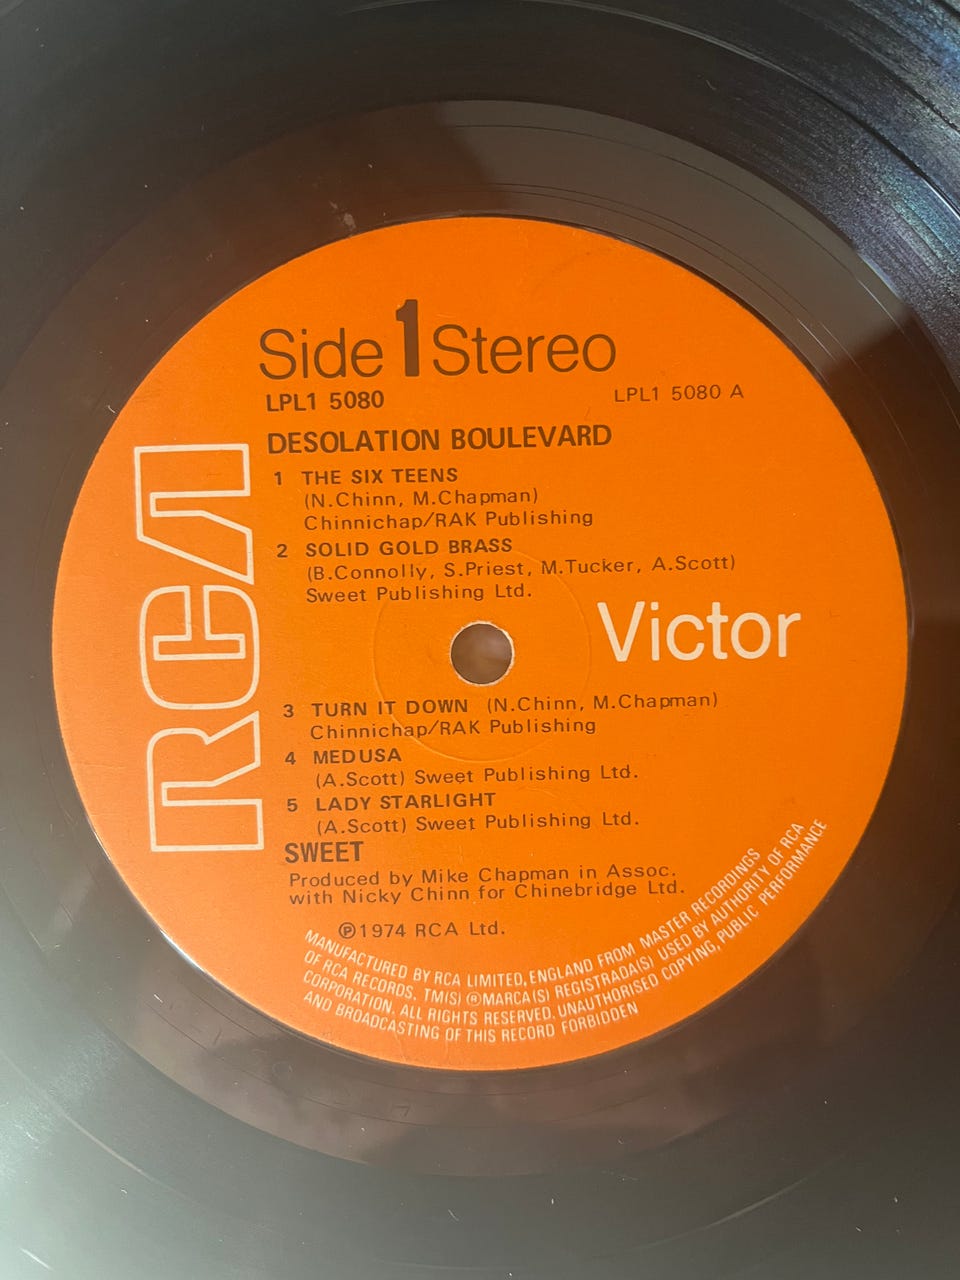 Side 1 Stereo
LPL1 5080
LPL1 5080 A
DESOLATION BOULEVARD
1 THE SIX TEENS
(N.Chinn, M.Chapman)
Chinnichap/RAK Publishing
2 SOLID GOLD BRASS
(B.Connolly, S.Priest, M.Tucker, A.Scott)
Sweet Publishing Ltd.
RCA
Victor
3 TURN IT DOWN (N.Chinn, M.Chapman)
Chinnichap/RAK Publishing
4 MEDUSA
(A.Scott) Sweet Publishing Ltd.
5 LADY STARLIGHT
(A.Scott) Sweet Publishing Ltd.
SWEET
Produced by Mike Chapman in Assoc.
with Nicky Chinn for Chinebridge Ltd.
℗1974 RCA Ltd.
MANUFACTURED BY RCA LIMITED, ENGLAND FROM MASTER RECORDINGS
OF RCA RECORDS. TM(S) ®MARCA(S) REGISTRADA(S) USED BY AUTHORITY OF RCA
CORPORATION. ALL RIGHTS RESERVED. UNAUTHORISED COPYING, PUBLIC PERFORMANCE
AND BROADCASTING OF THIS RECORD FORBIDDEN